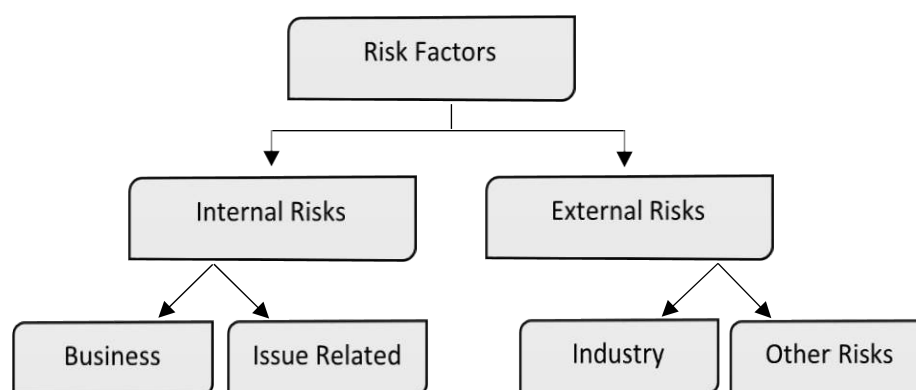 Risk Factors
Internal Risks
External Risks
Business
Issue Related
Industry
Other Risks